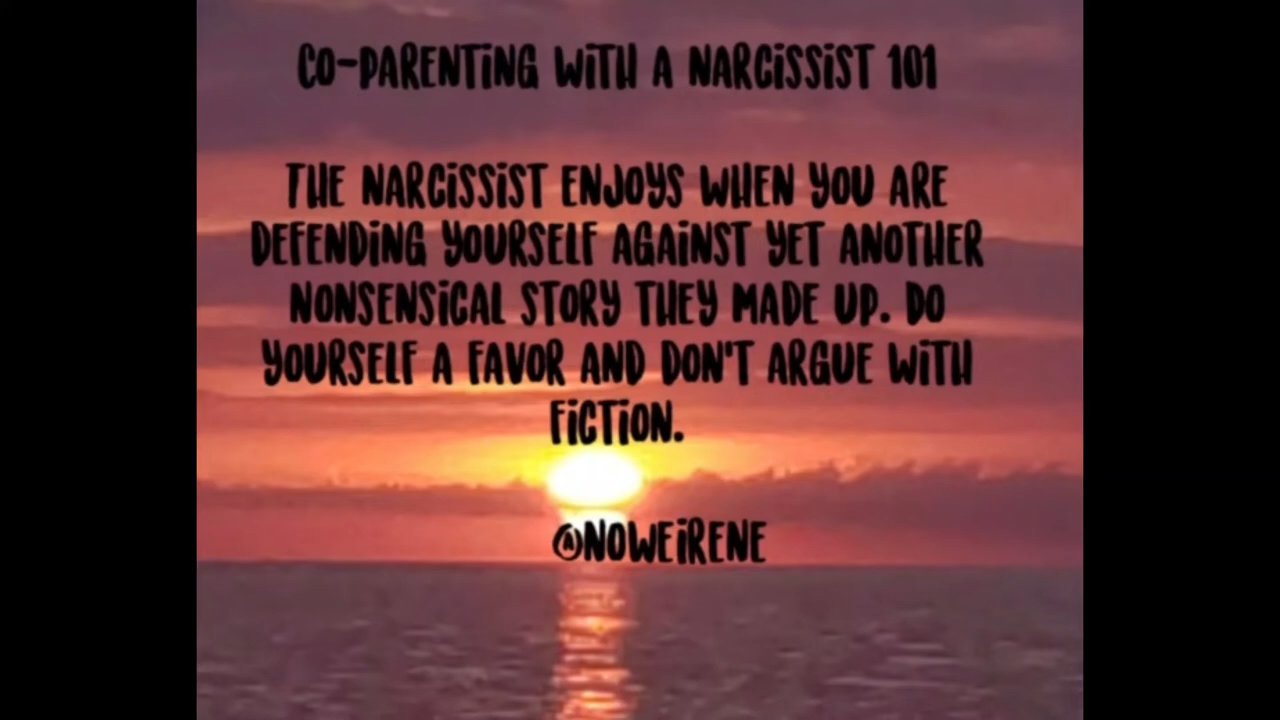 CO-PARENTING WITH A NARCISSIST 101
THE NARCISSIST ENJOYS WHEN YOU ARE
DEFENDING YOURSELF AGAINST YET ANOTHER
NONSENSICAL STORY THEY MADE UP. DO
YOURSELF A FAVOR AND DON'T ARGUE WITH
FICTION.
@NOWEIRENE